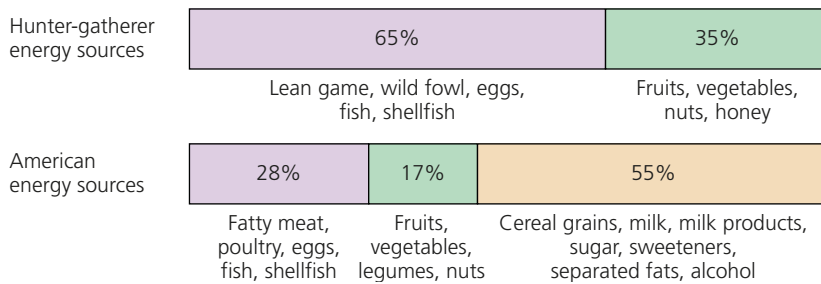 Hunter-gatherer
energy sources
65%
35%
Lean game, wild fowl, eggs,
fish, shellfish
Fruits, vegetables,
nuts, honey
American
energy sources
28%
17%
55%
Fatty meat,
poultry, eggs,
fish, shellfish
Fruits,
vegetables,
legumes, nuts
Cereal grains, milk, milk products,
sugar, sweeteners,
separated fats, alcohol